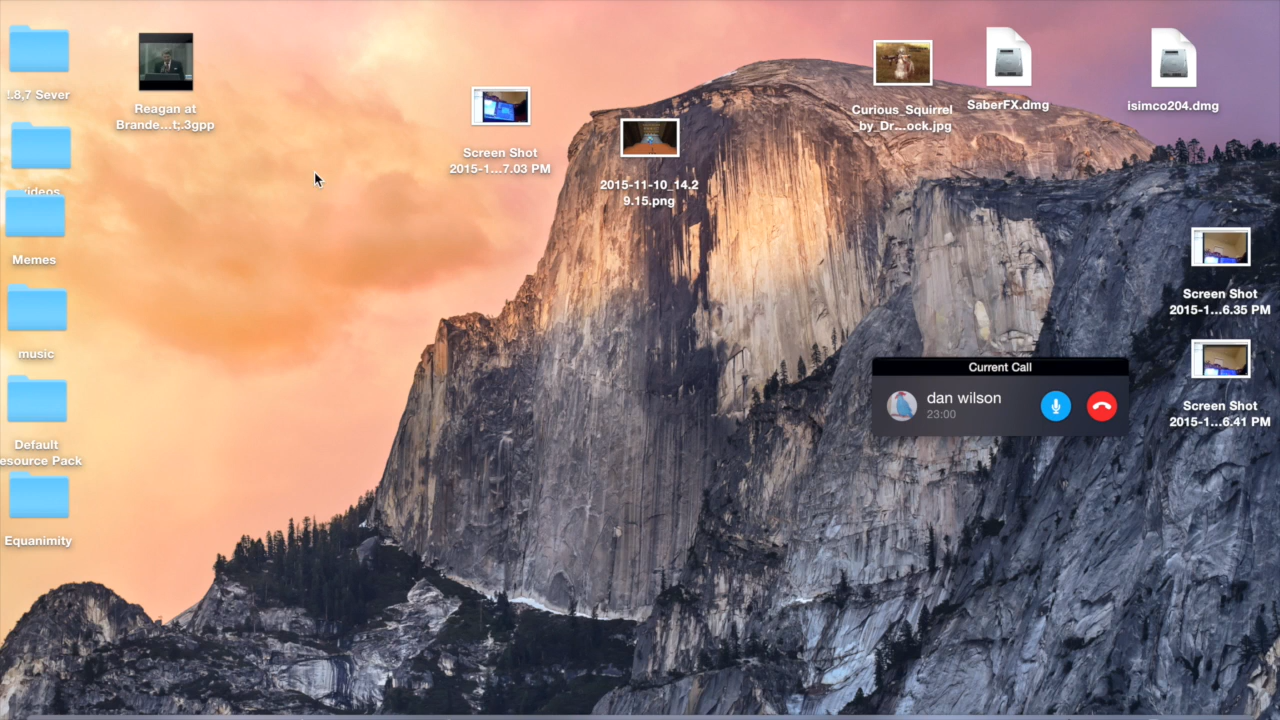 !.8,7 Sever
videos
Memes
music
Default
esource Pack
Equanimity
Reagan at
Brande...t;.3gpp
Screen Shot
2015-1...7.03 PM
2015-11-10_14.2
9.15.png
Curious_Squirrel
by_Dr...ock.jpg
SaberFX.dmg
isimco204.dmg
Screen Shot
2015-1...6.35 PM
Screen Shot
2015-1...6.41 PM
Current Call
dan wilson
23:00